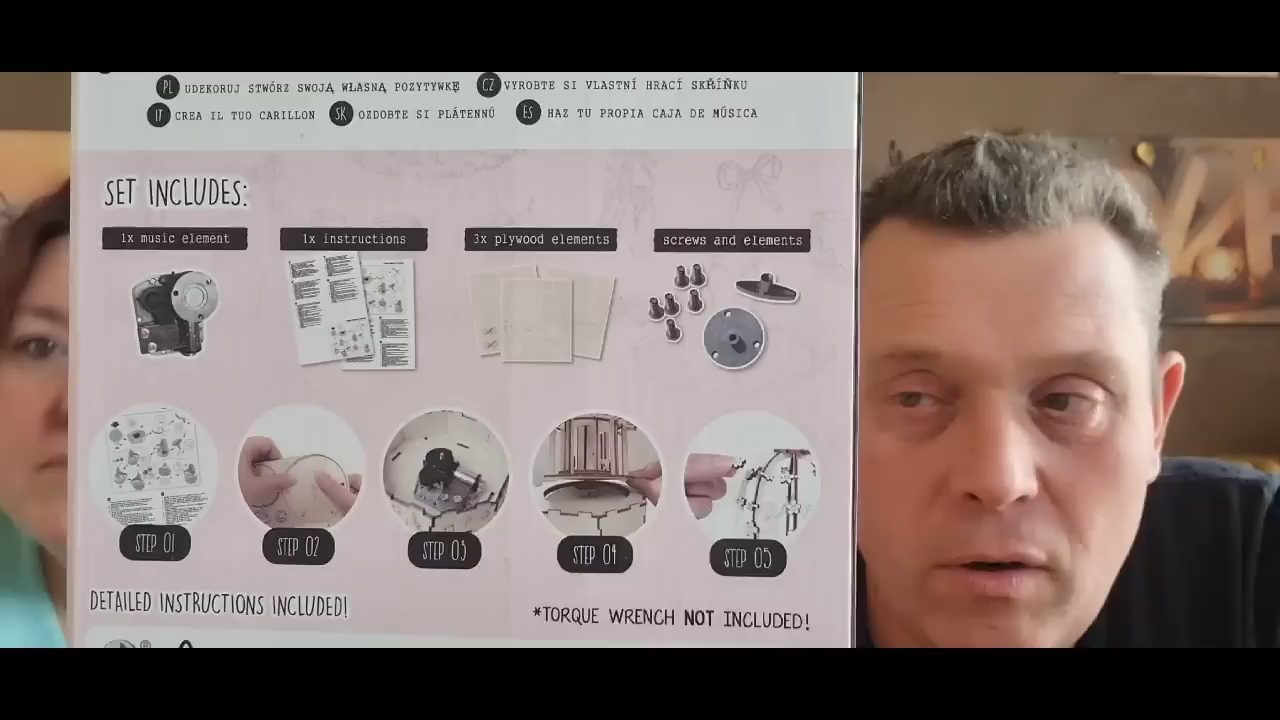 PL UDEKORUJ STWÓRZ SWOJĄ WŁASNĄ POZYTYWKĘ CZ VYROBTE SI VLASTNÍ HRACÍ SKŘÍŇKU
IT CREA IL TUO CARILLON SK OZDOBTE SI PLÁTENNÚ ES HAZ TU PROPIA CAJA DE MÚSICA
SET INCLUDES:
1x music element 1x instructions 3x plywood elements screws and elements
STEP 01 STEP 02 STEP 03 STEP 04 STEP 05
DETAILED INSTRUCTIONS INCLUDED! *TORQUE WRENCH NOT INCLUDED!